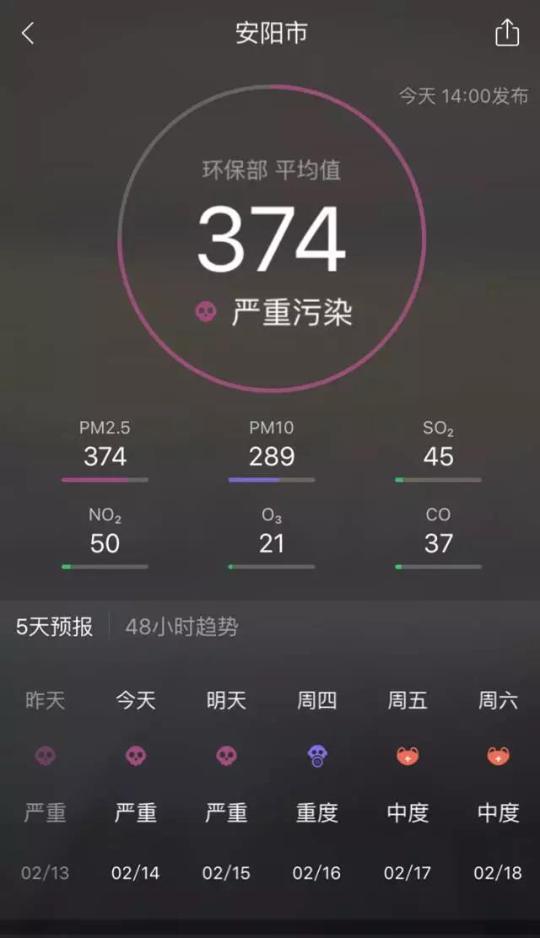 安阳市
今天 14:00发布
环保部 平均值
374
严重污染
PM2.5 PM10 SO₂
374 289 45
NO₂ O₃ CO
50 21 37
5天预报 48小时趋势
昨天 今天 明天 周四 周五 周六
严重 严重 严重 重度 中度 中度
02/13 02/14 02/15 02/16 02/17 02/18